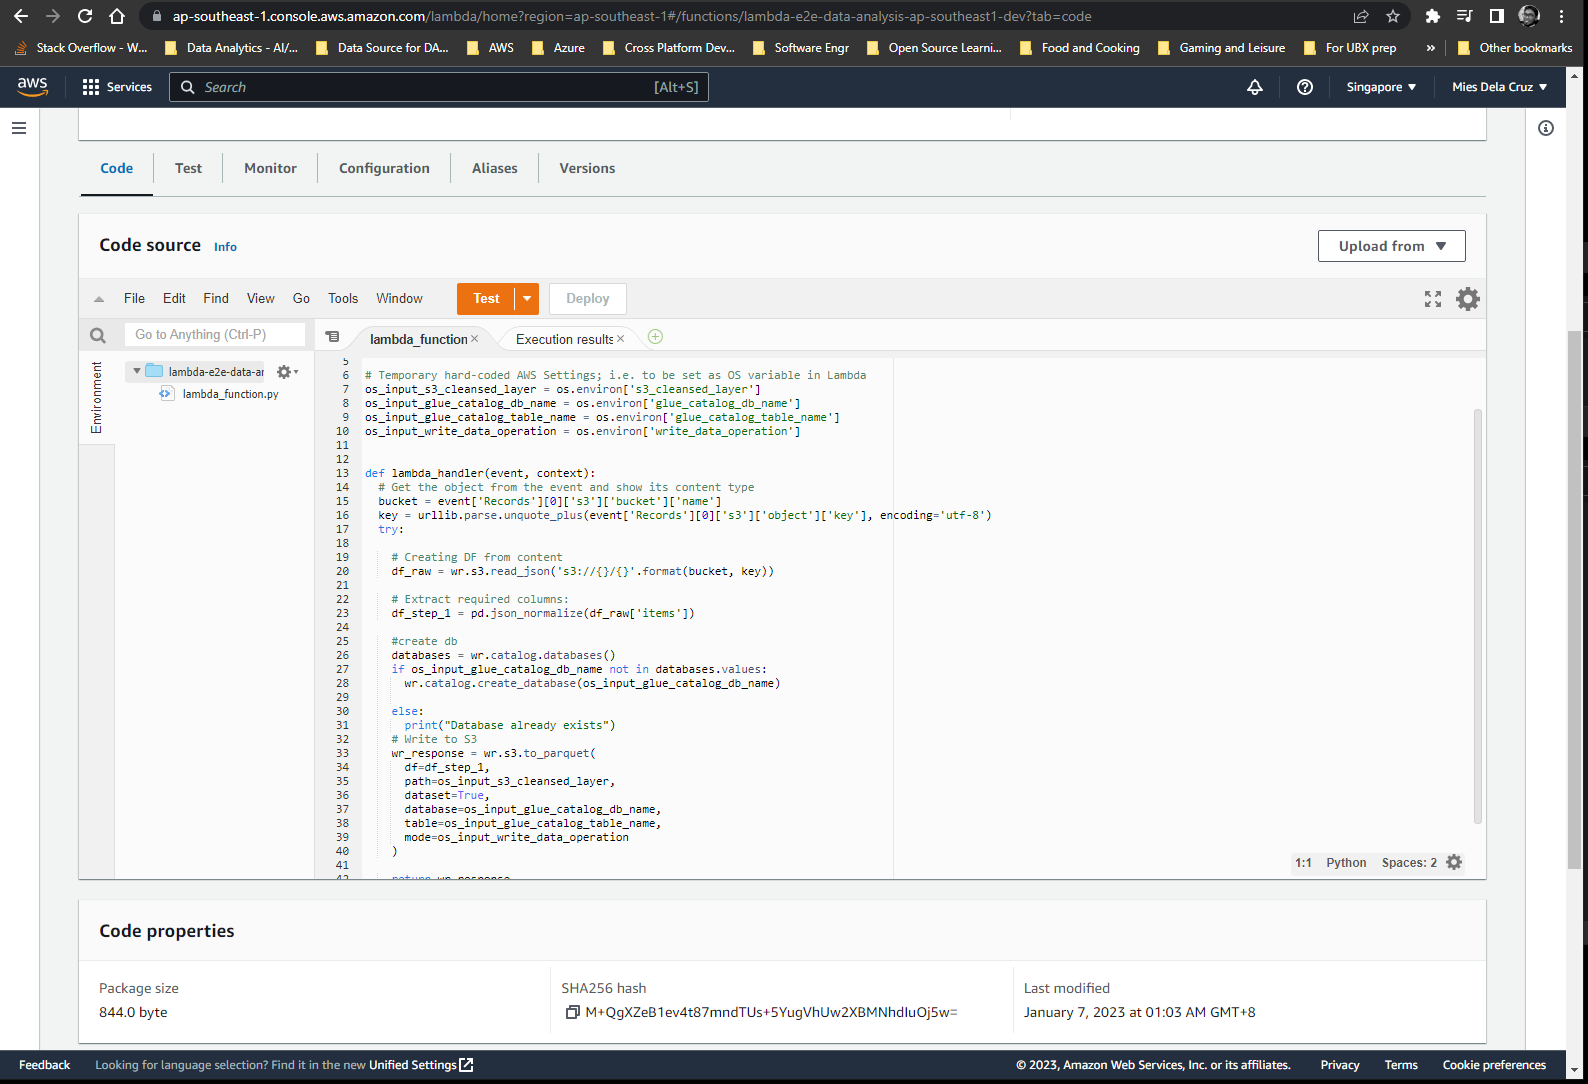 ap-southeast-1.console.aws.amazon.com/lambda/home?region=ap-southeast-1#/functions/lambda-e2e-data-analysis-ap-southeast1-dev?tab=code
Stack Overflow - W... Data Analytics - AI/... Data Source for DA... AWS Azure Cross Platform Dev... Software Engr Open Source Learni... Food and Cooking Gaming and Leisure For UBX prep » Other bookmarks
aws Services Search [Alt+S] Singapore Mies Dela Cruz
Code Test Monitor Configuration Aliases Versions
Code source Info Upload from
File Edit Find View Go Tools Window Test Deploy
Go to Anything (Ctrl-P) lambda_function Execution results
Environment
lambda-e2e-data-ar
lambda_function.py
5
6 # Temporary hard-coded AWS Settings; i.e. to be set as OS variable in Lambda
7 os_input_s3_cleansed_layer = os.environ['s3_cleansed_layer']
8 os_input_glue_catalog_db_name = os.environ['glue_catalog_db_name']
9 os_input_glue_catalog_table_name = os.environ['glue_catalog_table_name']
10 os_input_write_data_operation = os.environ['write_data_operation']
11
12
13 def lambda_handler(event, context):
14 # Get the object from the event and show its content type
15 bucket = event['Records'][0]['s3']['bucket']['name']
16 key = urllib.parse.unquote_plus(event['Records'][0]['s3']['object']['key'], encoding='utf-8')
17 try:
18
19 # Creating DF from content
20 df_raw = wr.s3.read_json('s3://{}/{}'.format(bucket, key))
21
22 # Extract required columns:
23 df_step_1 = pd.json_normalize(df_raw['items'])
24
25 #create db
26 databases = wr.catalog.databases()
27 if os_input_glue_catalog_db_name not in databases.values:
28 wr.catalog.create_database(os_input_glue_catalog_db_name)
29
30 else:
31 print("Database already exists")
32 # Write to S3
33 wr_response = wr.s3.to_parquet(
34 df=df_step_1,
35 path=os_input_s3_cleansed_layer,
36 dataset=True,
37 database=os_input_glue_catalog_db_name,
38 table=os_input_glue_catalog_table_name,
39 mode=os_input_write_data_operation
40 )
41
42 return wr_response
1:1 Python Spaces: 2
Code properties
Package size
844.0 byte
SHA256 hash
M+QgXZeB1ev4t87mndTUs+5YugVhUw2XBMNhdIuOj5w=
Last modified
January 7, 2023 at 01:03 AM GMT+8
Feedback Looking for language selection? Find it in the new Unified Settings © 2023, Amazon Web Services, Inc. or its affiliates. Privacy Terms Cookie preferences